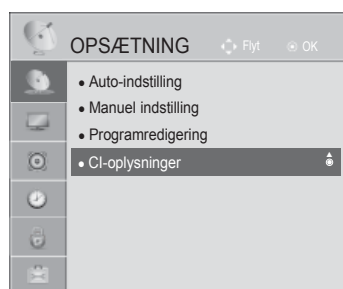 OPSÆTNING Flyt OK
Auto-indstilling
Manuel indstilling
Programredigering
CI-oplysninger